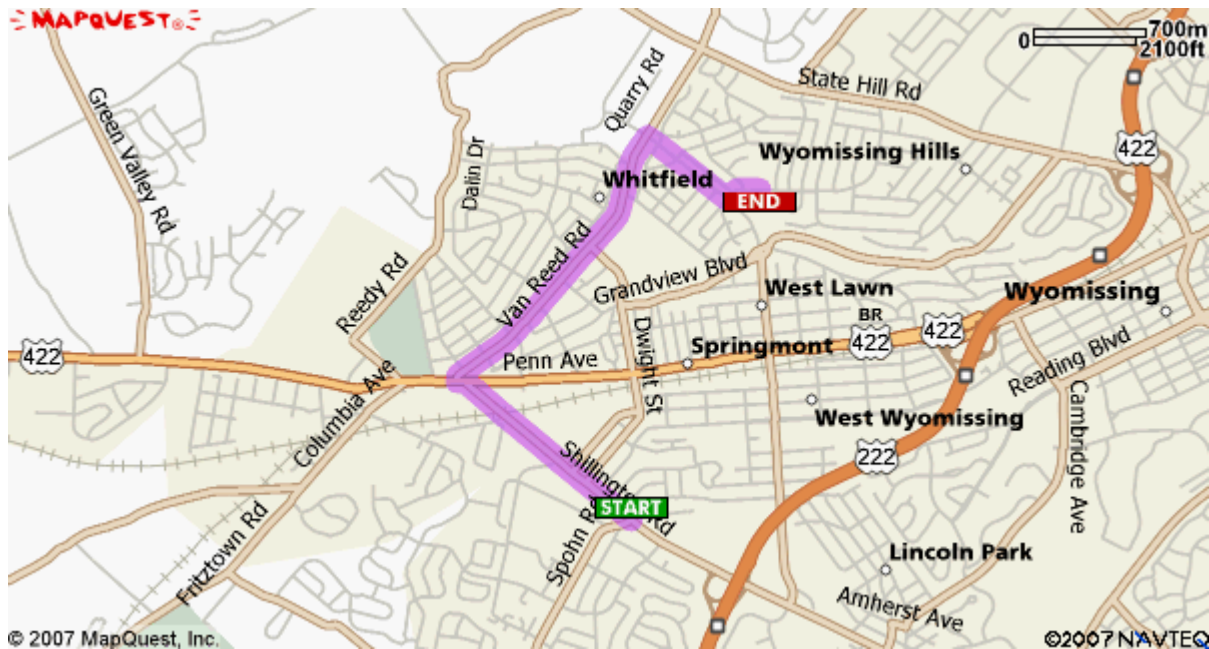 MAPQUEST®
0 700m
2100ft
Quarry Rd
State Hill Rd
Green Valley Rd
Dalin Dr
422
Wyomissing Hills
Whitfield
END
Van Reed Rd
Grandview Blvd
Reedy Rd
West Lawn
Wyomissing
BR
422
422
422
Penn Ave
Dwight St
Springmont
Reading Blvd
Columbia Ave
West Wyomissing
Cambridge Ave
222
Shillington Rd
START
Spohn Rd
Fritztown Rd
Lincoln Park
Amherst Ave
© 2007 MapQuest, Inc.
©2007 NAVTEQ